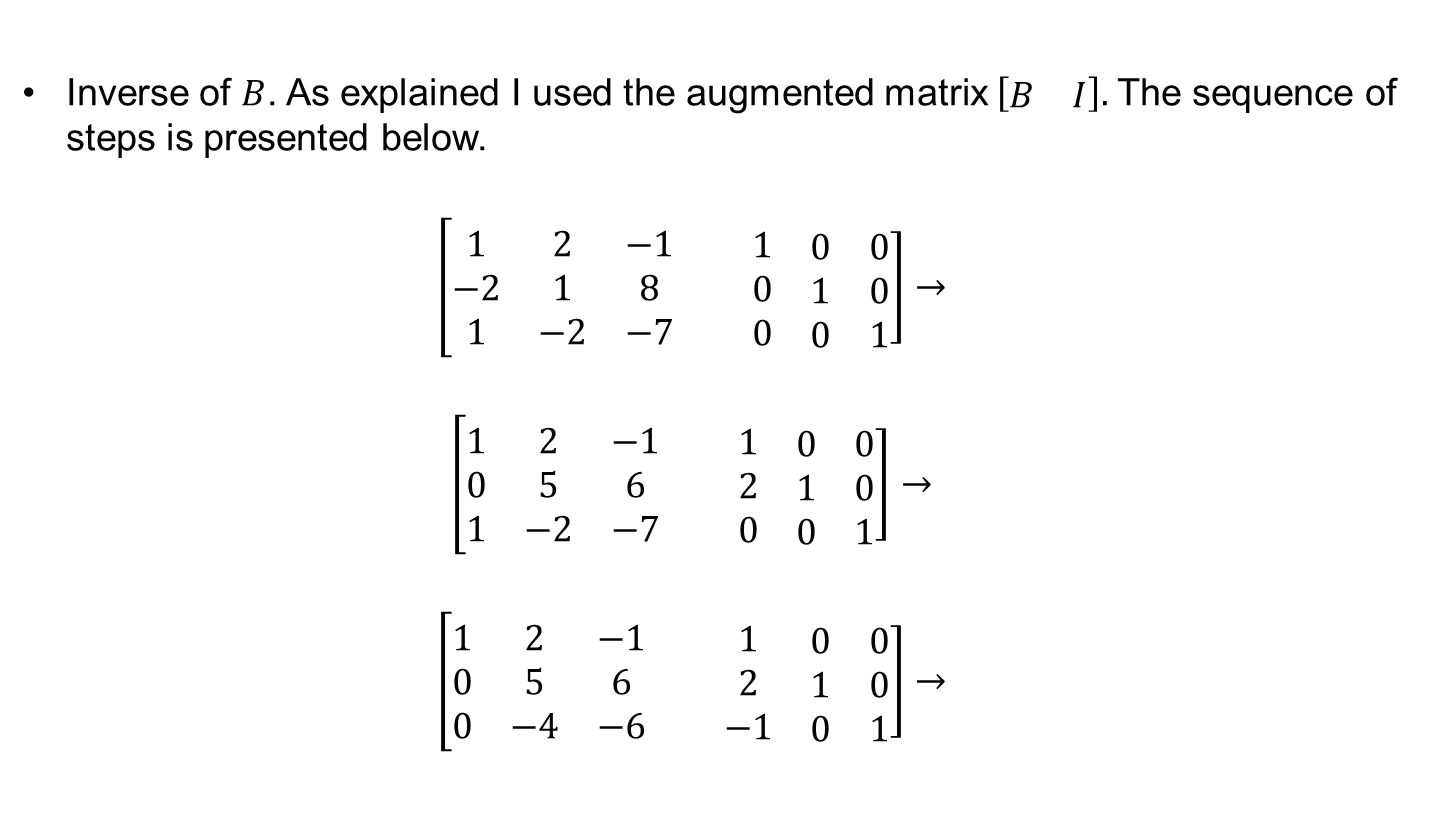 • Inverse of 𝐵. As explained I used the augmented matrix [𝐵 𝐼]. The sequence of
steps is presented below.
[ 1 2 −1 1 0 0
−2 1 8 0 1 0
1 −2 −7 0 0 1 ] →
[ 1 2 −1 1 0 0
0 5 6 2 1 0
1 −2 −7 0 0 1 ] →
[ 1 2 −1 1 0 0
0 5 6 2 1 0
0 −4 −6 −1 0 1 ] →